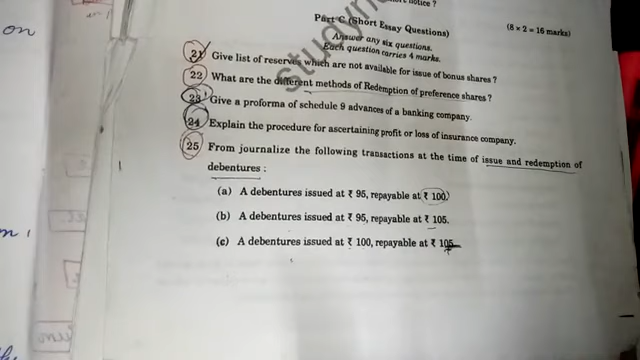 on
notice ?
Part C (Short Essay Questions)
(8 x 2 = 16 marks)
Answer any six questions.
Each question carries 4 marks.
21 Give list of reserves which are not available for issue of bonus shares ?
22 What are the different methods of Redemption of preference shares ?
23 Give a proforma of schedule 9 advances of a banking company.
24 Explain the procedure for ascertaining profit or loss of insurance company.
25 From journalize the following transactions at the time of issue and redemption of
debentures :
(a) A debentures issued at ₹ 95, repayable at ₹ 100.
(b) A debentures issued at ₹ 95, repayable at ₹ 105.
(c) A debentures issued at ₹ 100, repayable at ₹ 105